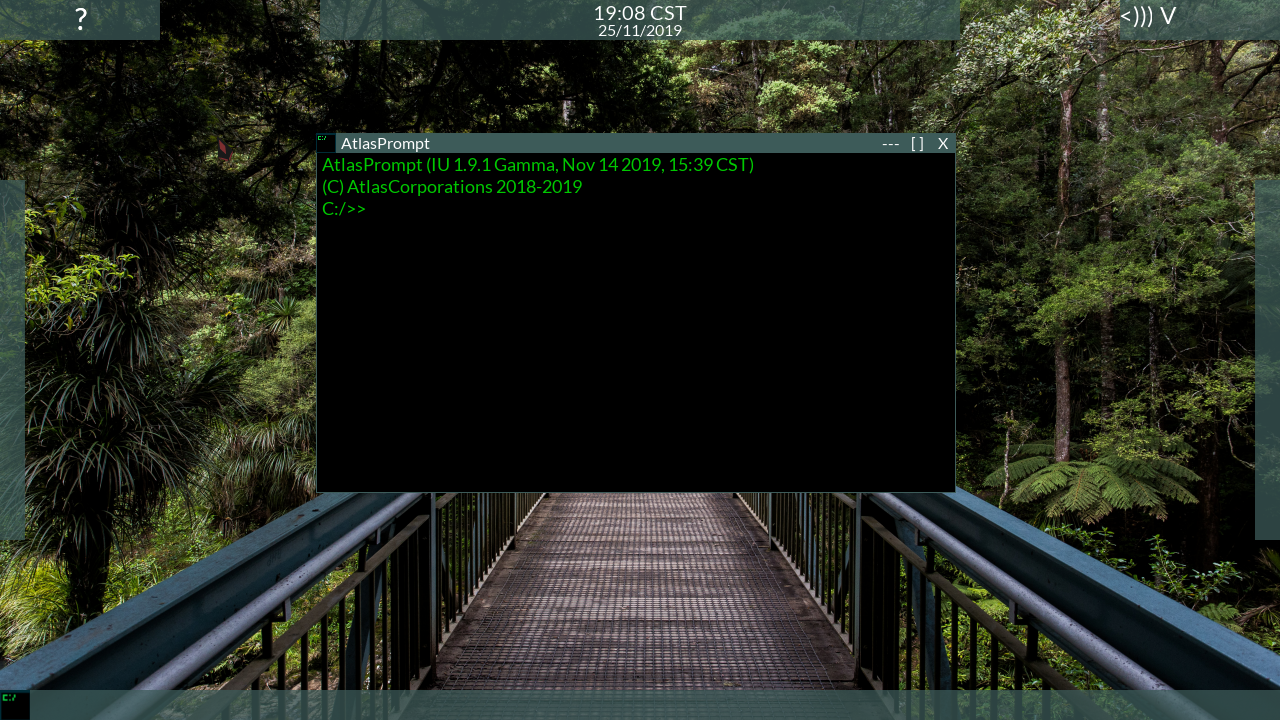 ?
19:08 CST
25/11/2019
<))) V
C:/
AtlasPrompt
--- [ ] X
AtlasPrompt (IU 1.9.1 Gamma, Nov 14 2019, 15:39 CST)
(C) AtlasCorporations 2018-2019
C:/>>
C:/